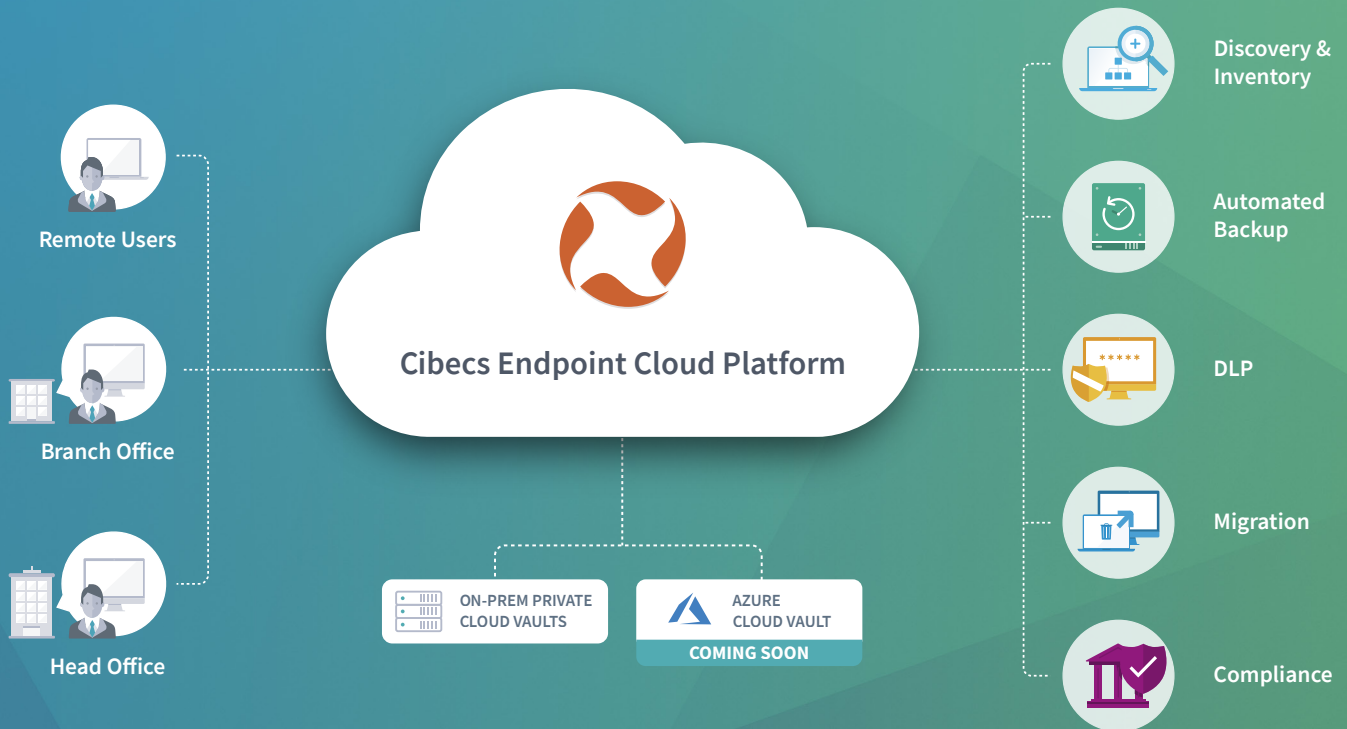 Remote Users
Branch Office
Head Office
Cibecs Endpoint Cloud Platform
ON-PREM PRIVATE
CLOUD VAULTS
AZURE
CLOUD VAULT
COMING SOON
Discovery &
Inventory
Automated
Backup
*****
DLP
Migration
Compliance